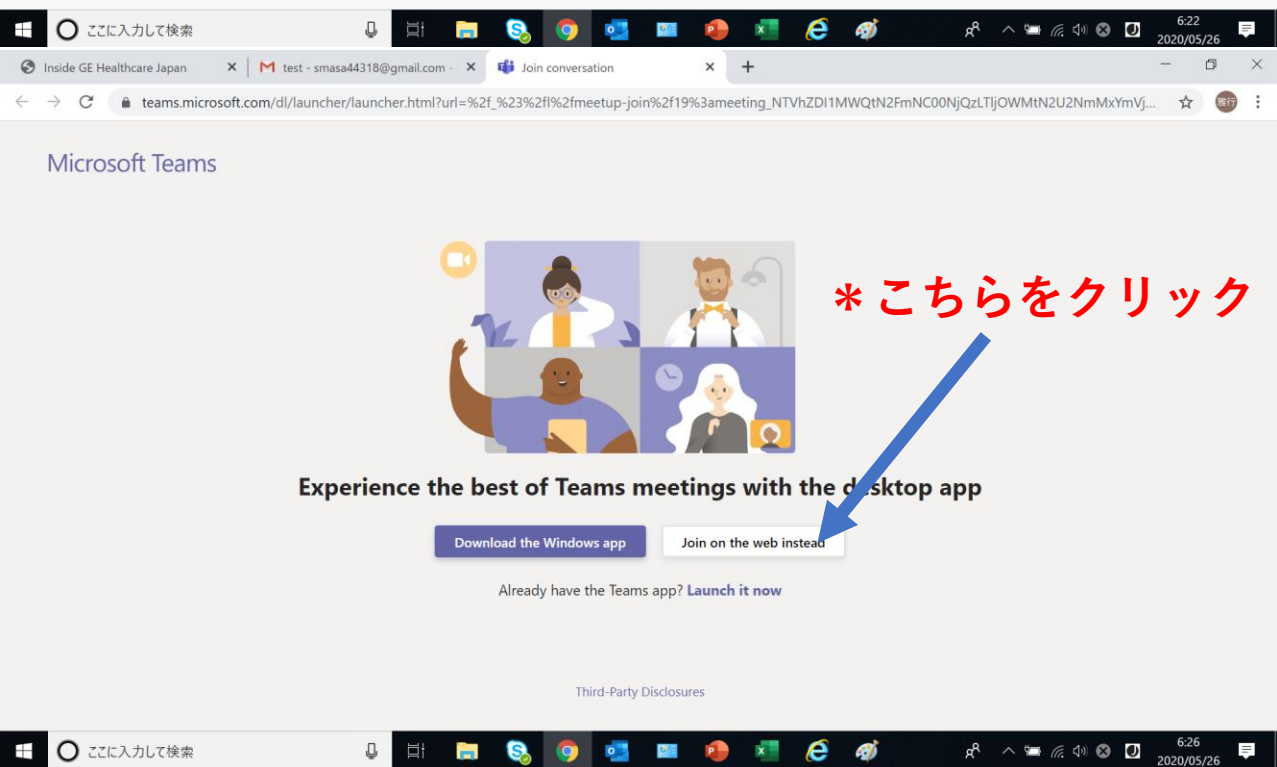 ここに入力して検索
6:22
2020/05/26
Inside GE Healthcare Japan
test - smasa44318@gmail.com -
Join conversation
teams.microsoft.com/dl/launcher/launcher.html?url=%2f_%23%2fl%2fmeetup-join%2f19%3ameeting_NTVhZDI1MWQtN2FmNC00NjQzLTljOWMtN2U2NmMxYmVj...
雅行
Microsoft Teams
＊こちらをクリック
Experience the best of Teams meetings with the desktop app
Download the Windows app
Join on the web instead
Already have the Teams app? Launch it now
Third-Party Disclosures
ここに入力して検索
6:26
2020/05/26